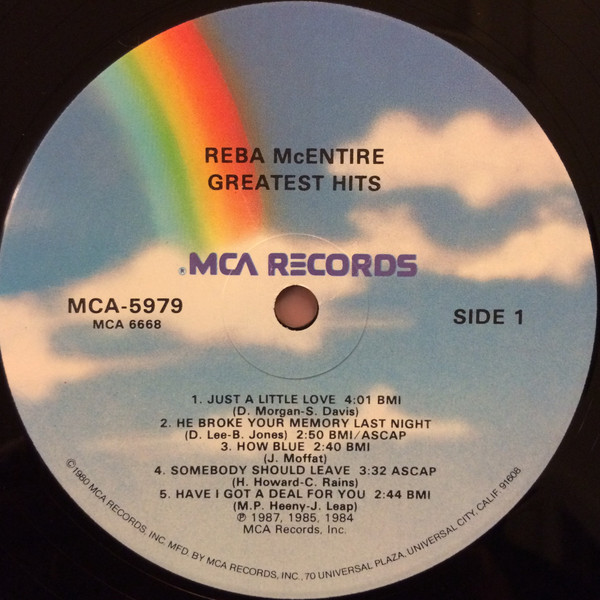 REBA McENTIRE
GREATEST HITS
®MCA RECORDS
MCA-5979
MCA 6668
SIDE 1
1. JUST A LITTLE LOVE 4:01 BMI
(D. Morgan-S. Davis)
2. HE BROKE YOUR MEMORY LAST NIGHT
(D. Lee-B. Jones) 2:50 BMI/ASCAP
3. HOW BLUE 2:40 BMI
(J. Moffat)
4. SOMEBODY SHOULD LEAVE 3:32 ASCAP
(H. Howard-C. Rains)
5. HAVE I GOT A DEAL FOR YOU 2:44 BMI
(M.P. Heeny-J. Leap)
℗ 1987, 1985, 1984
MCA Records, Inc.
©1980 MCA RECORDS, INC. MFD. BY MCA RECORDS, INC., 70 UNIVERSAL PLAZA, UNIVERSAL CITY, CALIF. 91608